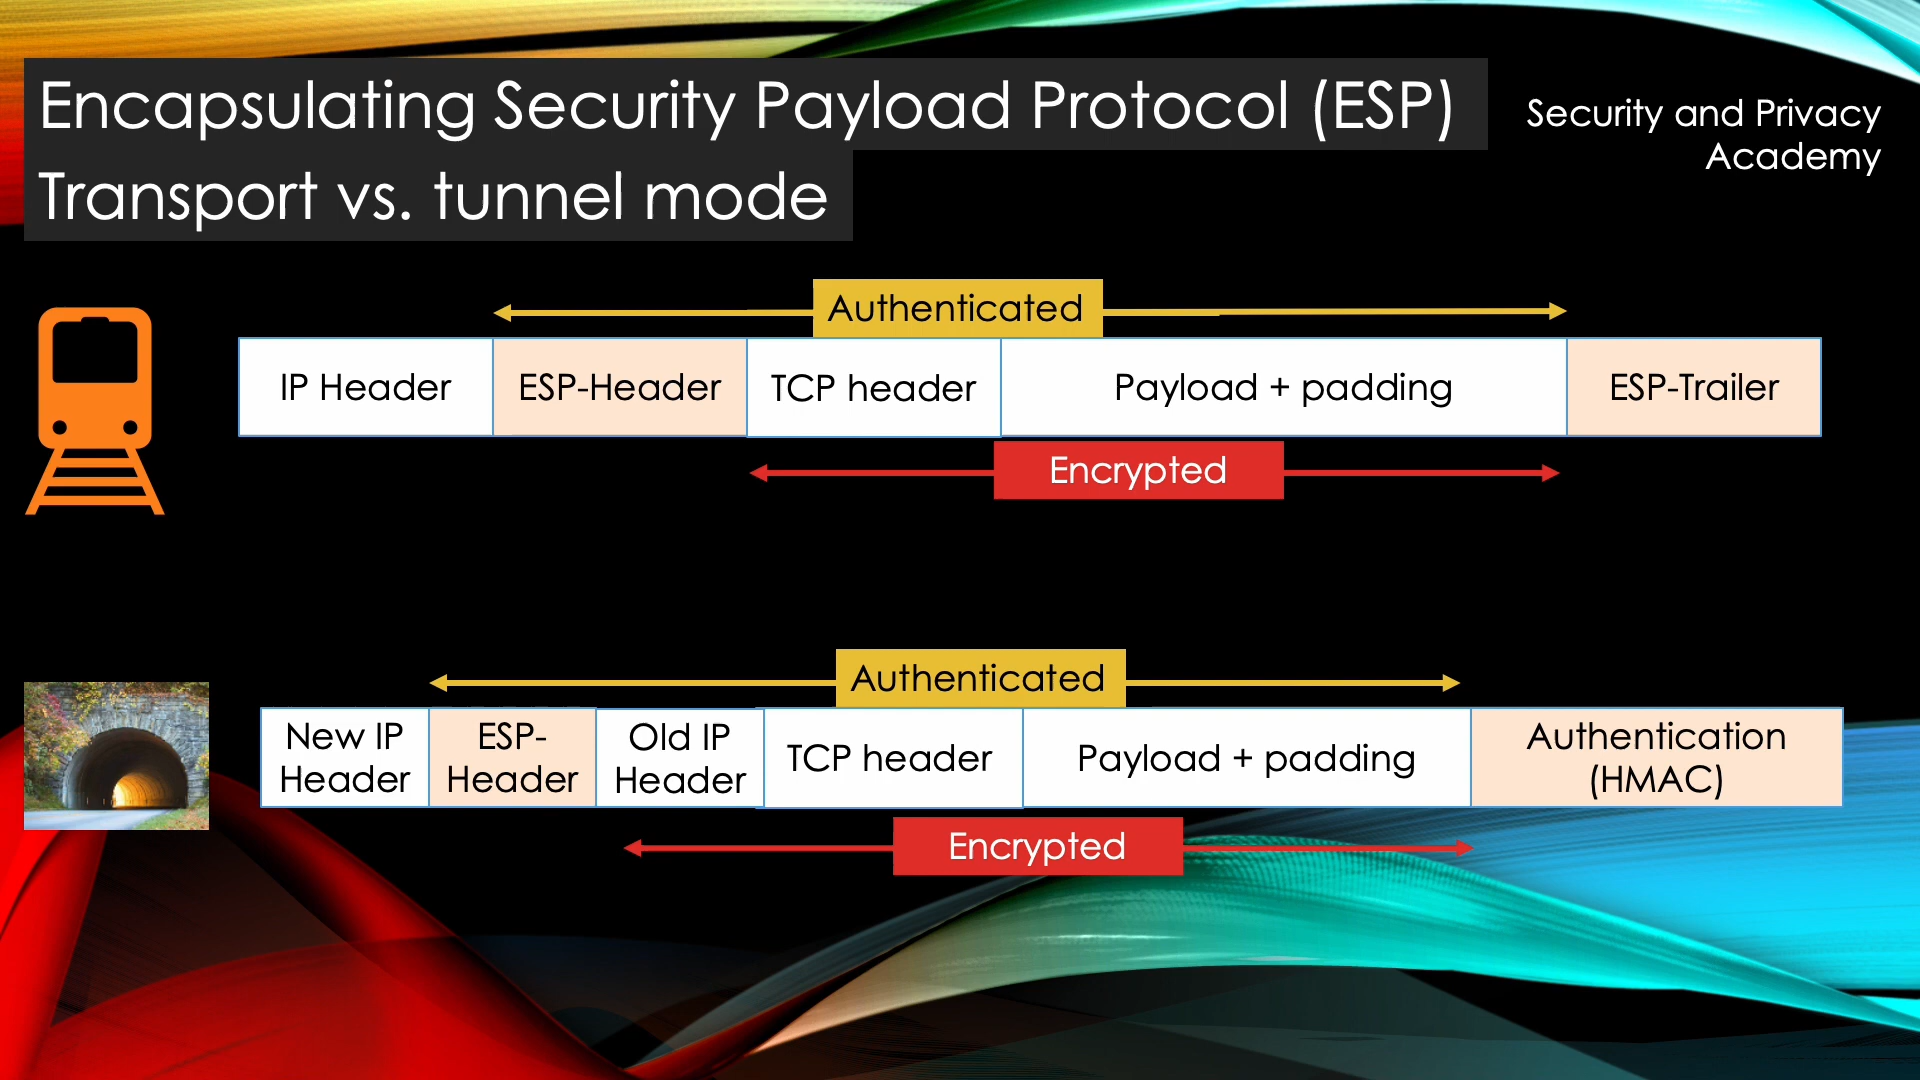 Encapsulating Security Payload Protocol (ESP)
Transport vs. tunnel mode
Security and Privacy
Academy
Authenticated
IP Header
ESP-Header
TCP header
Payload + padding
ESP-Trailer
Encrypted
Authenticated
New IP
Header
ESP-
Header
Old IP
Header
TCP header
Payload + padding
Authentication
(HMAC)
Encrypted